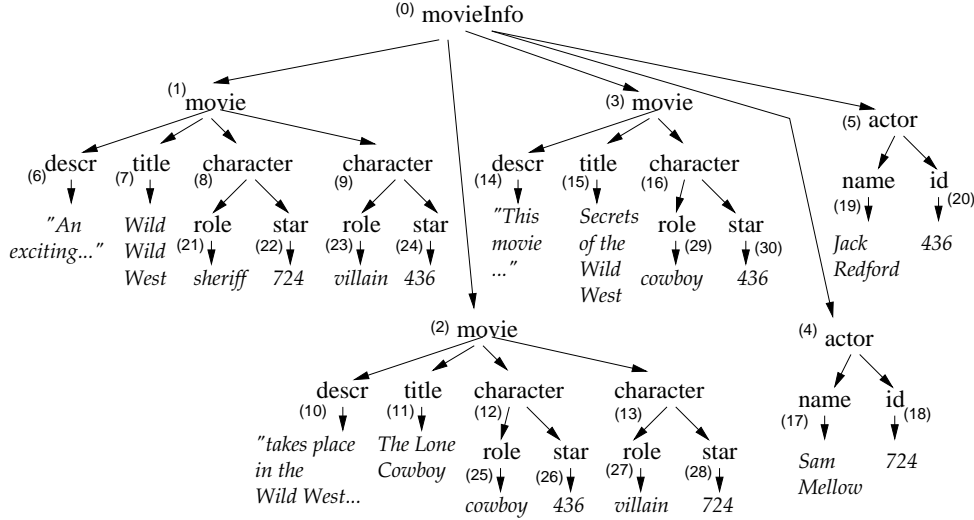 (0) movieInfo
(1) movie
(3) movie
(5) actor
(6) descr
(7) title
(8) character
(9) character
(14) descr
(15) title
(16) character
name
id
(19)
(20)
"An
exciting..."
Wild
Wild
West
role
(21)
star
(22)
role
(23)
star
(24)
sheriff
724
villain
436
"This
movie
..."
Secrets
of the
Wild
West
role
(29)
star
(30)
cowboy
436
Jack
Redford
436
(2) movie
(4) actor
descr
(10)
title
(11)
character
(12)
character
(13)
name
(17)
id
(18)
"takes place
in the
Wild West...
The Lone
Cowboy
role
(25)
star
(26)
role
(27)
star
(28)
cowboy
436
villain
724
Sam
Mellow
724